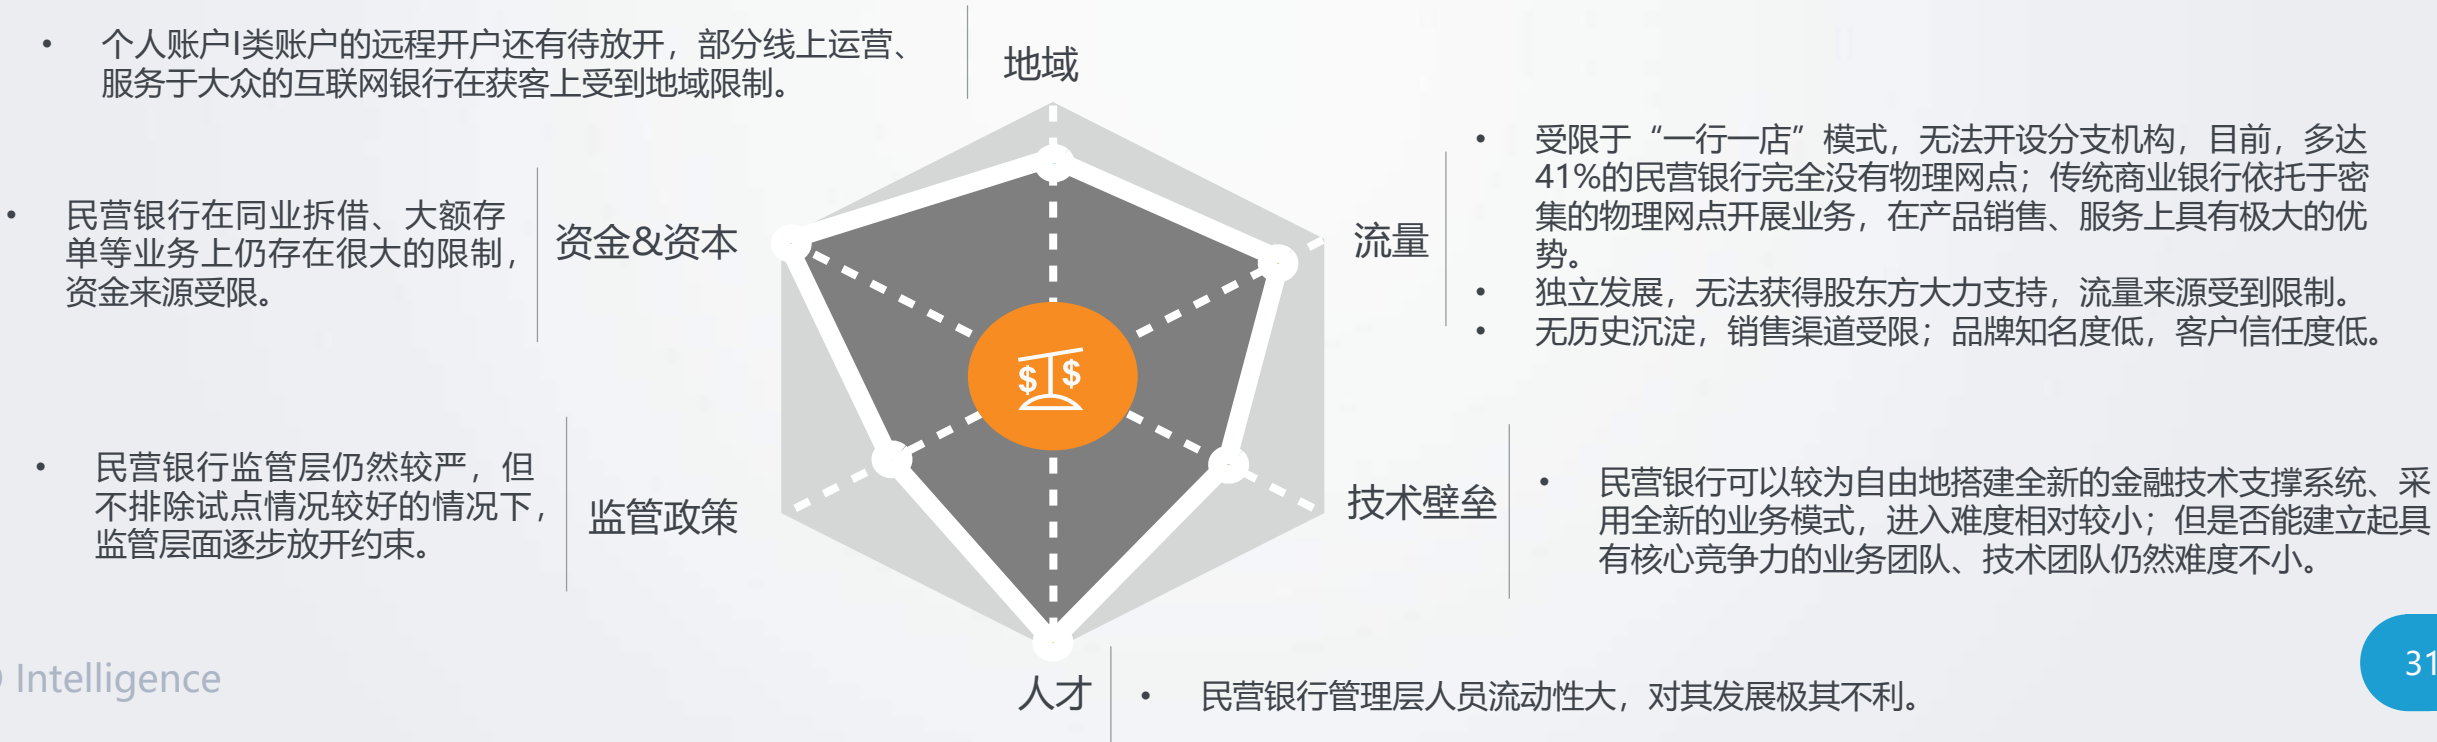 • 个人账户I类账户的远程开户还有待放开，部分线上运营、
服务于大众的互联网银行在获客上受到地域限制。
地域
• 受限于“一行一店”模式，无法开设分支机构，目前，多达
41%的民营银行完全没有物理网点；传统商业银行依托于密
集的物理网点开展业务，在产品销售、服务上具有极大的优
势。
• 独立发展，无法获得股东方大力支持，流量来源受到限制。
• 无历史沉淀，销售渠道受限；品牌知名度低，客户信任度低。
流量
• 民营银行在同业拆借、大额存
单等业务上仍存在很大的限制，
资金来源受限。
资金&资本
$ $
• 民营银行监管层仍然较严，但
不排除试点情况较好的情况下，
监管层面逐步放开约束。
监管政策
技术壁垒
• 民营银行可以较为自由地搭建全新的金融技术支撑系统、采
用全新的业务模式，进入难度相对较小；但是否能建立起具
有核心竞争力的业务团队、技术团队仍然难度不小。
人才
• 民营银行管理层人员流动性大，对其发展极其不利。
Intelligence
31